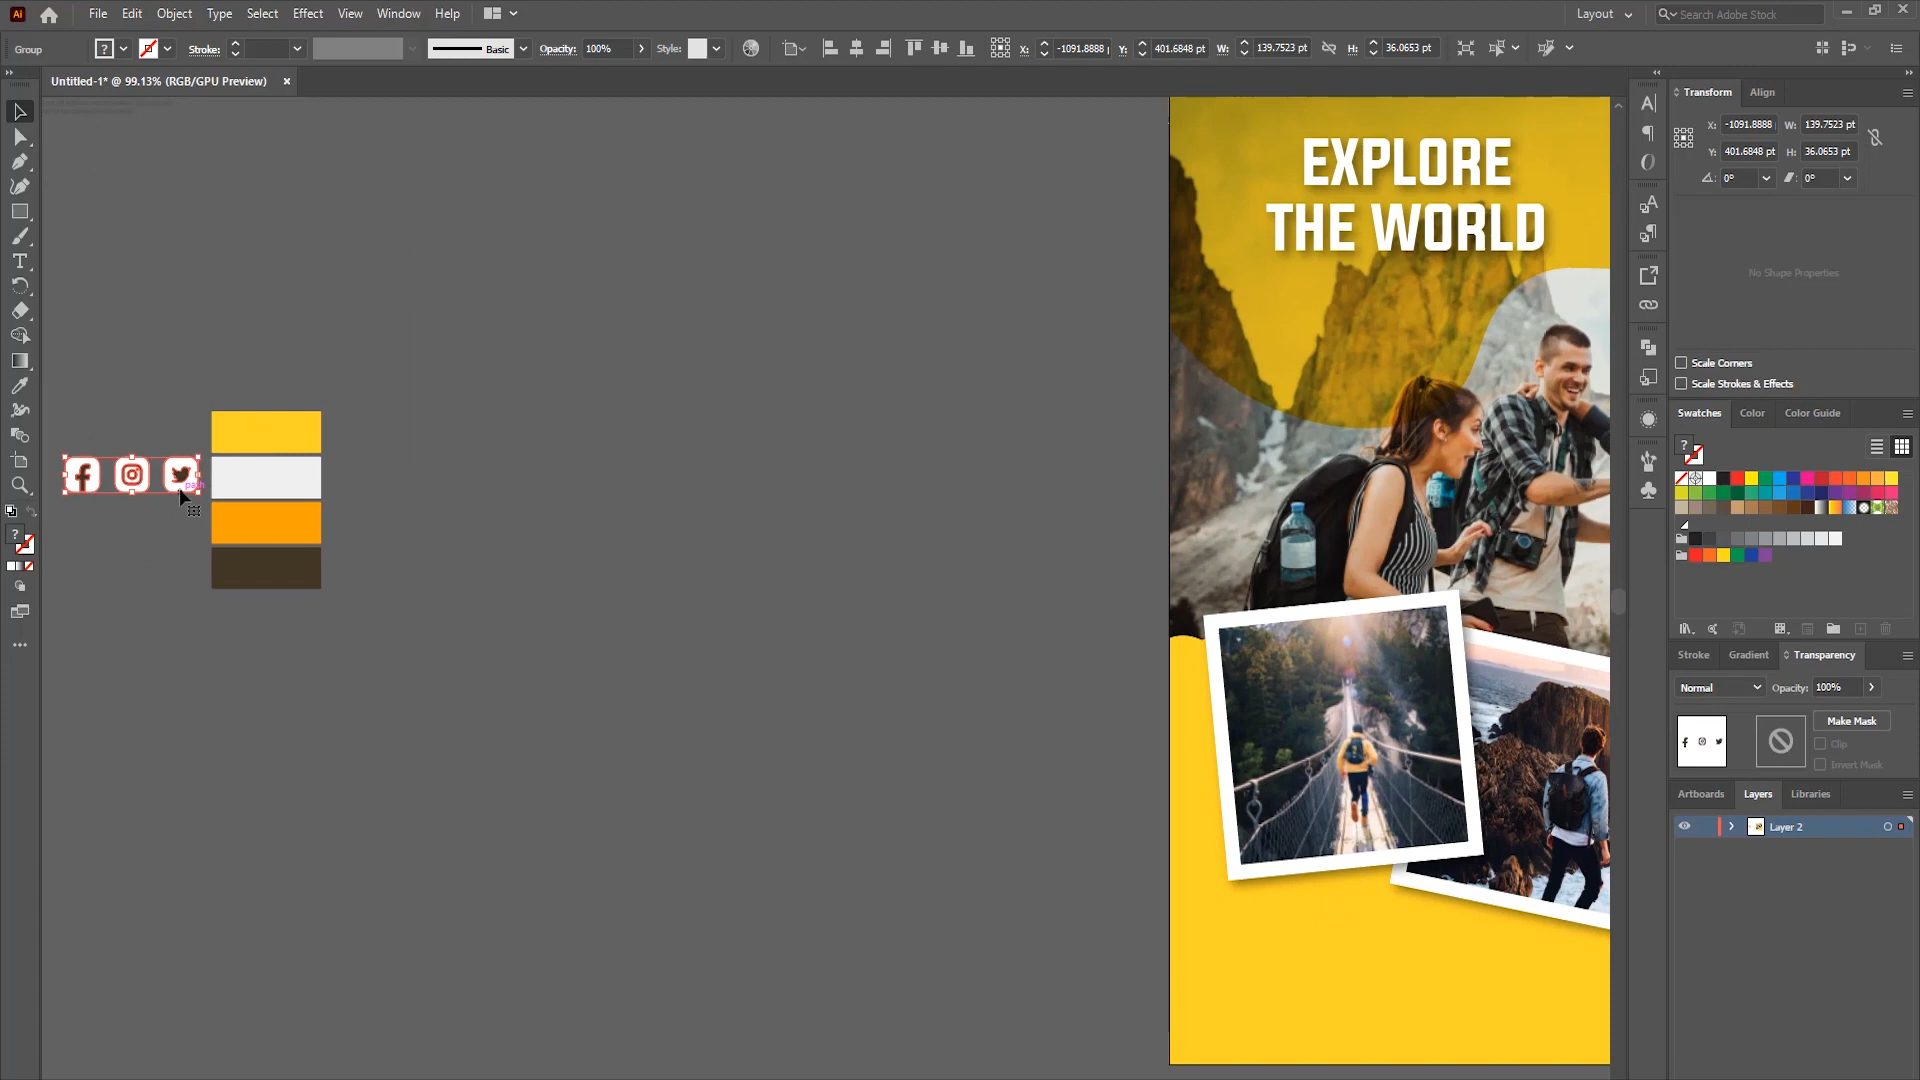 Ai File Edit Object Type Select Effect View Window Help Layout Search Adobe Stock
Group ? Stroke: Basic Opacity: 100% Style: X: -1091.8888 p Y: 401.6848 pt W: 139.7523 pt H: 36.0653 pt
Untitled-1* @ 99.13% (RGB/GPU Preview)
EXPLORE
THE WORLD
path
Transform Align
X: -1091.8888 W: 139.7523 pt
Y: 401.6848 pt H: 36.0653 pt
0° 0°
No Shape Properties
Scale Corners
Scale Strokes & Effects
Swatches Color Color Guide
Stroke Gradient Transparency
Normal Opacity: 100%
Make Mask
Clip
Invert Mask
Artboards Layers Libraries
Layer 2